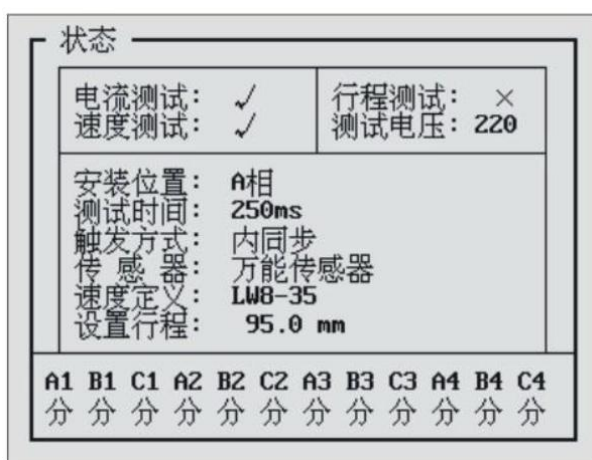 状态
电流测试： √ 行程测试： ×
速度测试： √ 测试电压：220
安装位置： A相
测试时间： 250ms
触发方式： 内同步
传 感 器： 万能传感器
速度定义： LW8-35
设置行程： 95.0 mm
A1 B1 C1 A2 B2 C2 A3 B3 C3 A4 B4 C4
分 分 分 分 分 分 分 分 分 分 分 分